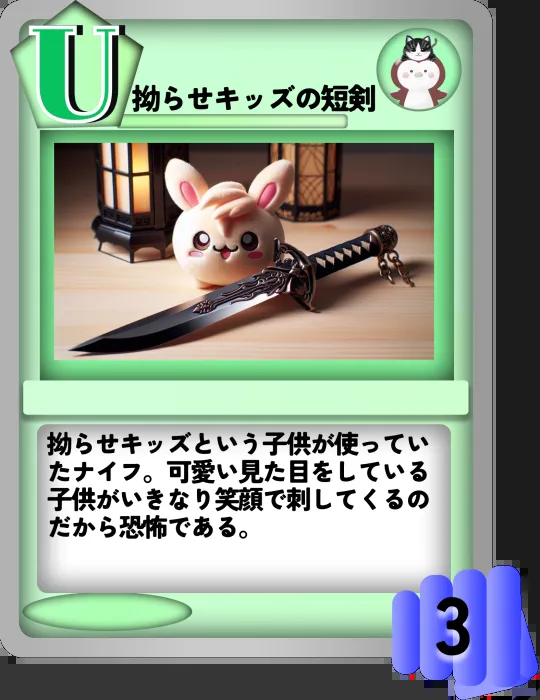 U
拗らせキッズの短剣
拗らせキッズという子供が使ってい
たナイフ。可愛い見た目をしている
子供がいきなり笑顔で刺してくるの
だから恐怖である。
3